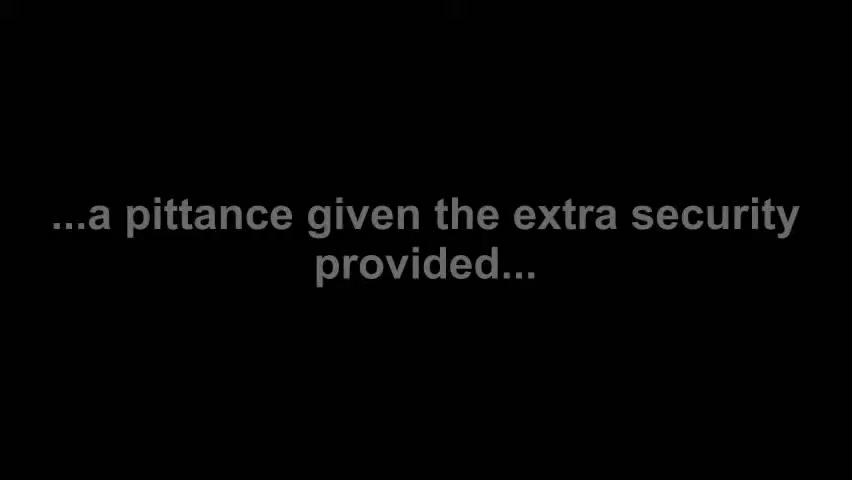 ...a pittance given the extra security
provided...